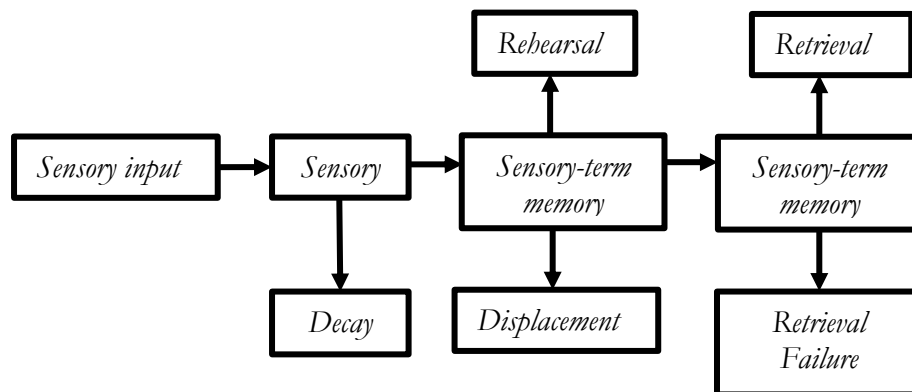 Rehearsal
Retrieval
Sensory input
Sensory
Sensory-term
memory
Sensory-term
memory
Decay
Displacement
Retrieval
Failure